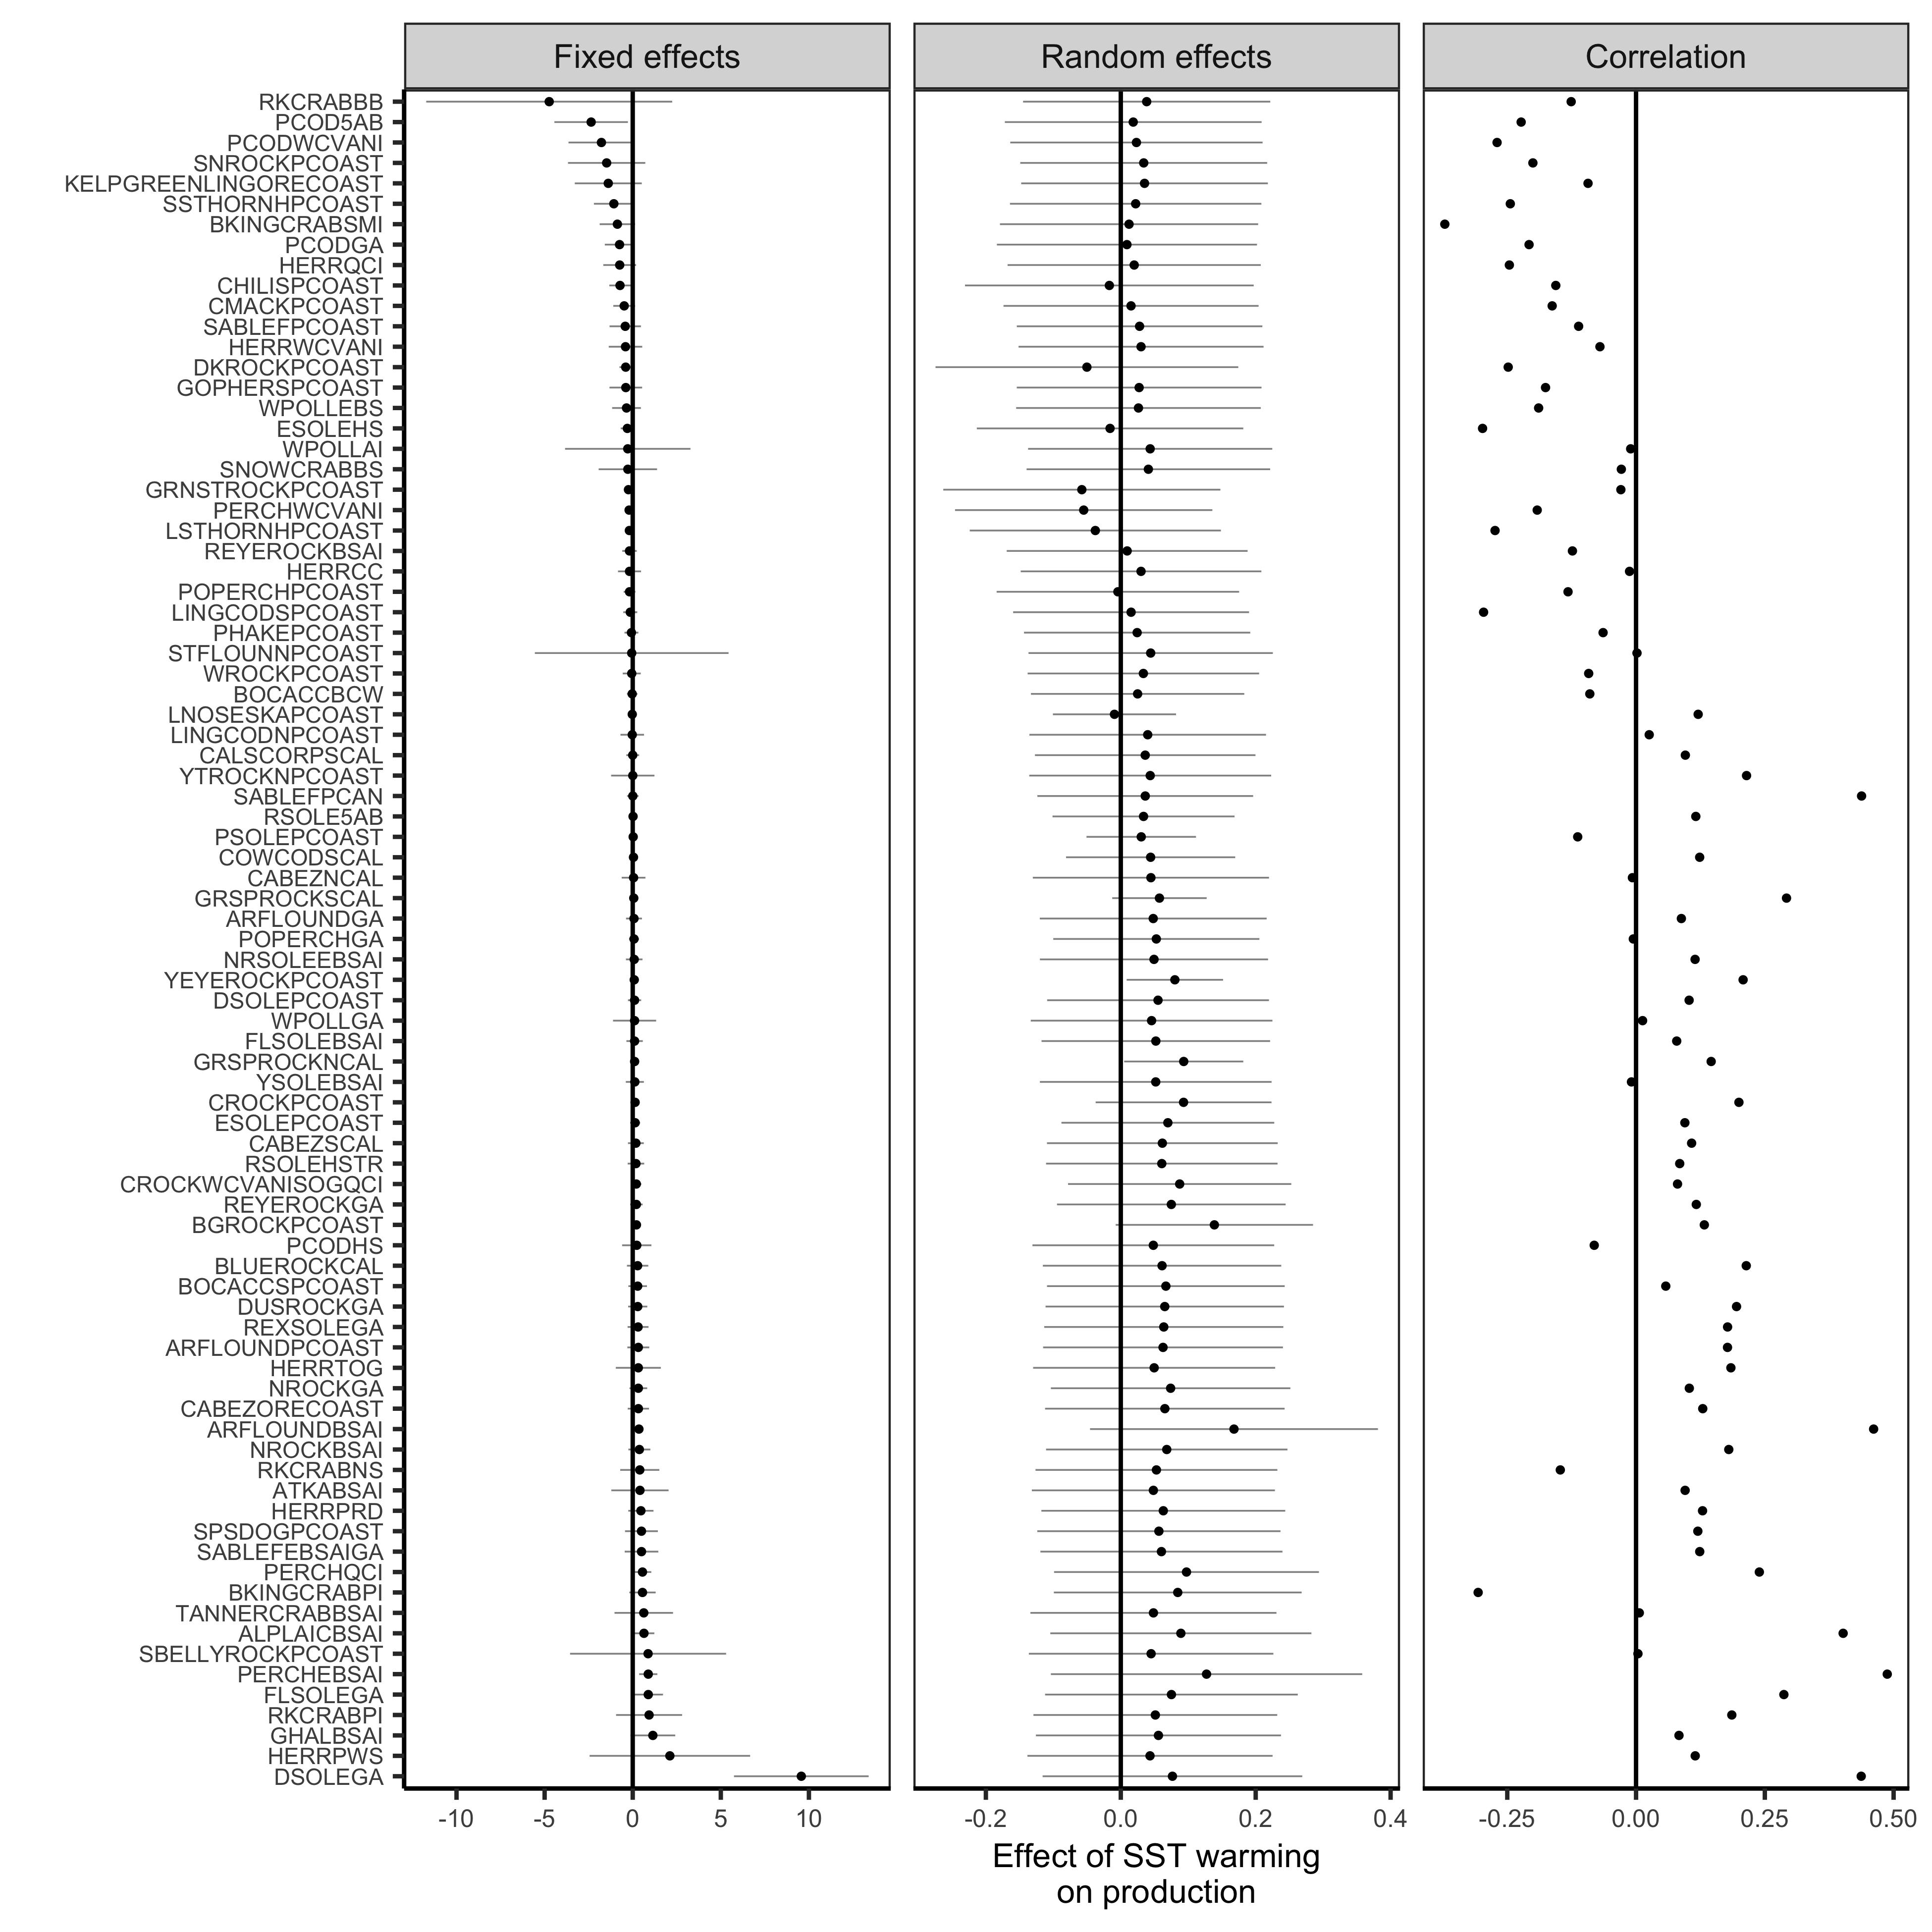 Fixed effects
Random effects
Correlation
RKCRABBB
PCOD5AB
PCODWCVANI
SNROCKPCOAST
KELPGREENLINGORECOAST
SSTHORNHPCOAST
BKINGCRABSMI
PCODGA
HERRQCI
CHILISPCOAST
CMACKPCOAST
SABLEFPCOAST
HERRWCVANI
DKROCKPCOAST
GOPHERSPCOAST
WPOLLEBS
ESOLEHS
WPOLLAI
SNOWCRABBS
GRNSTROCKPCOAST
PERCHWCVANI
LSTHORNHPCOAST
REYEROCKBSAI
HERRCC
POPERCHPCOAST
LINGCODSPCOAST
PHAKEPCOAST
STFLOUNNPCOAST
WROCKPCOAST
BOCACCBCW
LNOSESKAPCOAST
LINGCODNPCOAST
CALSCORPSCAL
YTROCKNPCOAST
SABLEFPCAN
RSOLE5AB
PSOLEPCOAST
COWCODSCAL
CABEZNCAL
GRSPROCKSCAL
ARFLOUNDGA
POPERCHGA
NRSOLEEBSAI
YEYEROCKPCOAST
DSOLEPCOAST
WPOLLGA
FLSOLEBSAI
GRSPROCKNCAL
YSOLEBSAI
CROCKPCOAST
ESOLEPCOAST
CABEZSCAL
RSOLEHSTR
CROCKWCVANISOGQCI
REYEROCKGA
BGROCKPCOAST
PCODHS
BLUEROCKCAL
BOCACCSPCOAST
DUSROCKGA
REXSOLEGA
ARFLOUNDPCOAST
HERRTOG
NROCKGA
CABEZORECOAST
ARFLOUNDBSAI
NROCKBSAI
RKCRABNS
ATKABSAI
HERRPRD
SPSDOGPCOAST
SABLEFEBSAIGA
PERCHQCI
BKINGCRABPI
TANNERCRABBSAI
ALPLAICBSAI
SBELLYROCKPCOAST
PERCHEBSAI
FLSOLEGA
RKCRABPI
GHALBSAI
HERRPWS
DSOLEGA
-10 -5 0 5 10
-0.2 0.0 0.2 0.4
-0.25 0.00 0.25 0.50
Effect of SST warming
on production